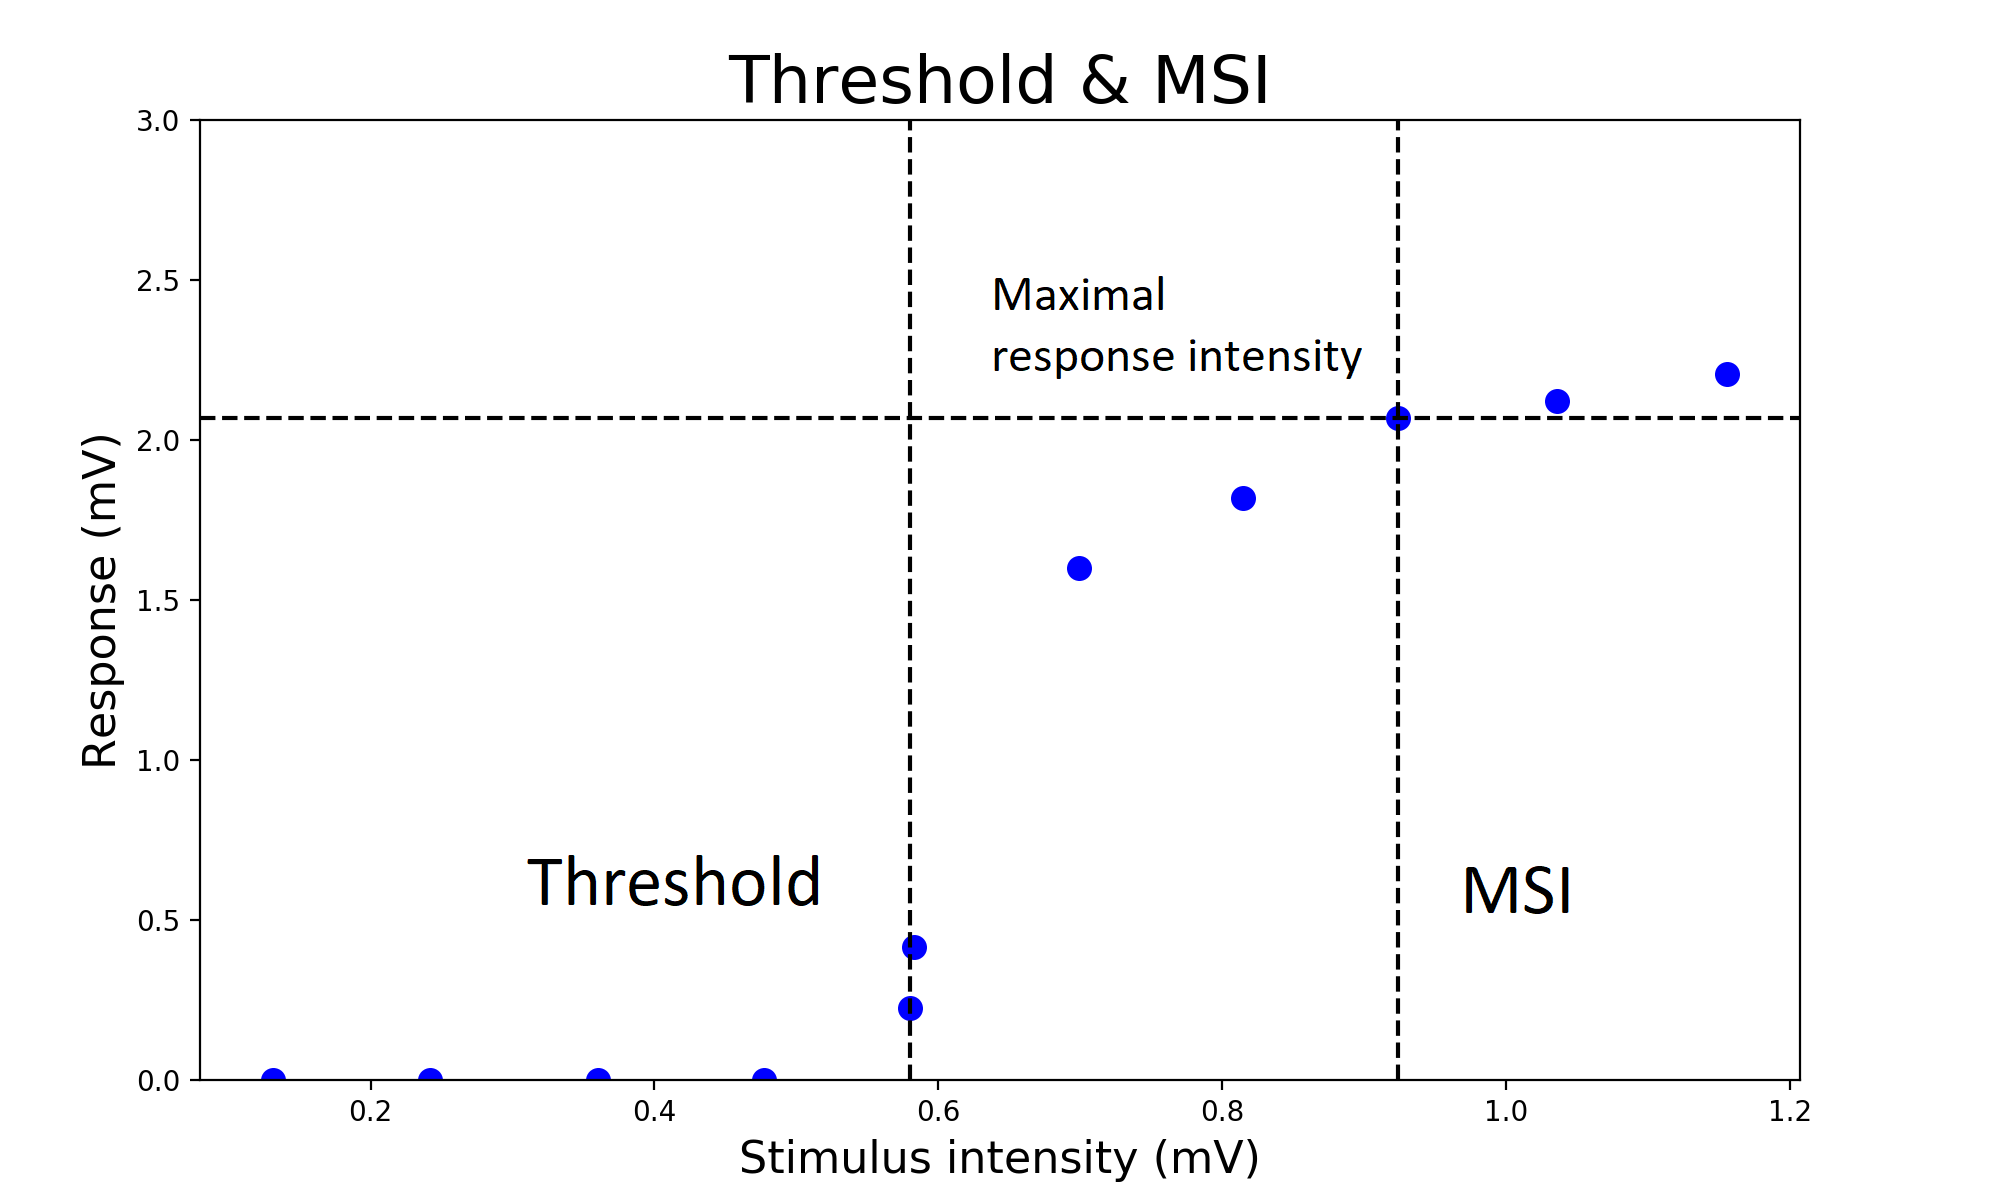 Threshold & MSI
3.0
2.5
2.0
1.5
1.0
0.5
0.0
Response (mV)
Maximal
response intensity
Threshold
MSI
0.2
0.4
0.6
0.8
1.0
1.2
Stimulus intensity (mV)